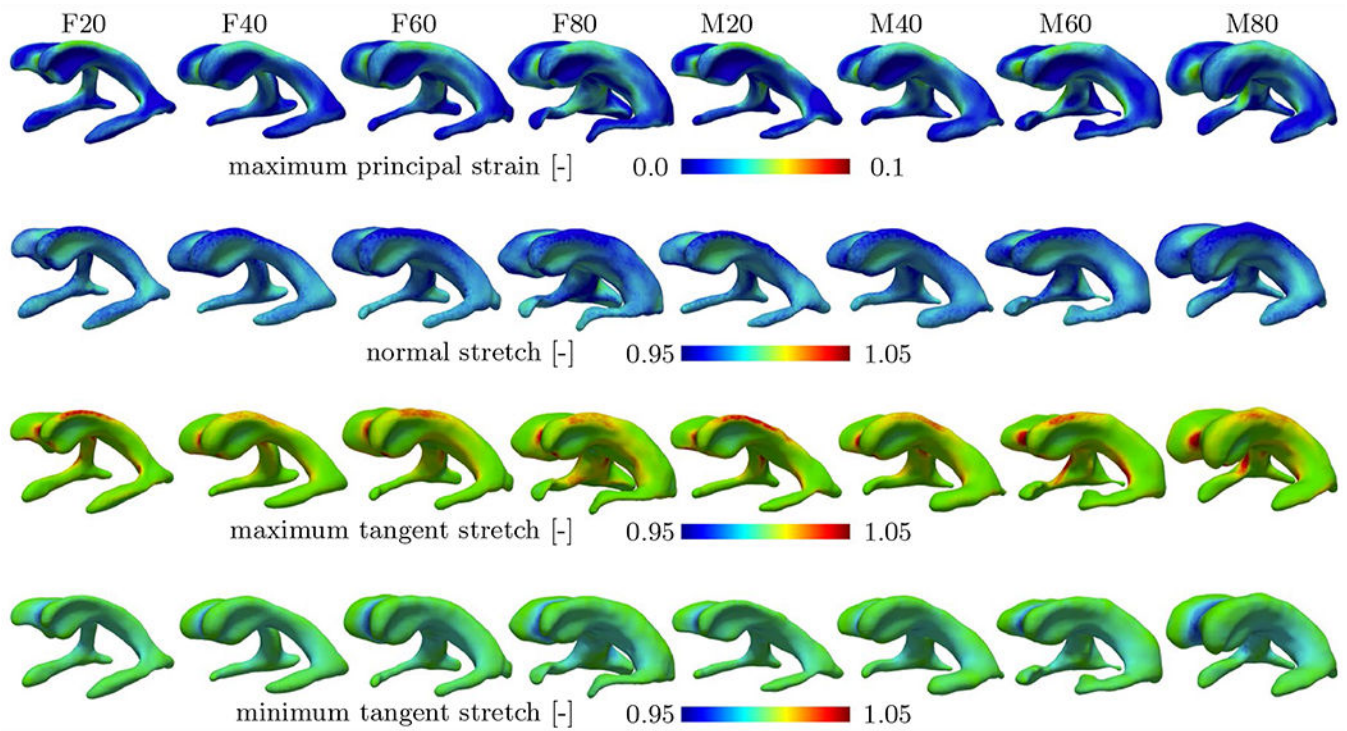 F20 F40 F60 F80 M20 M40 M60 M80
maximum principal strain [-] 0.0 0.1
normal stretch [-] 0.95 1.05
maximum tangent stretch [-] 0.95 1.05
minimum tangent stretch [-] 0.95 1.05